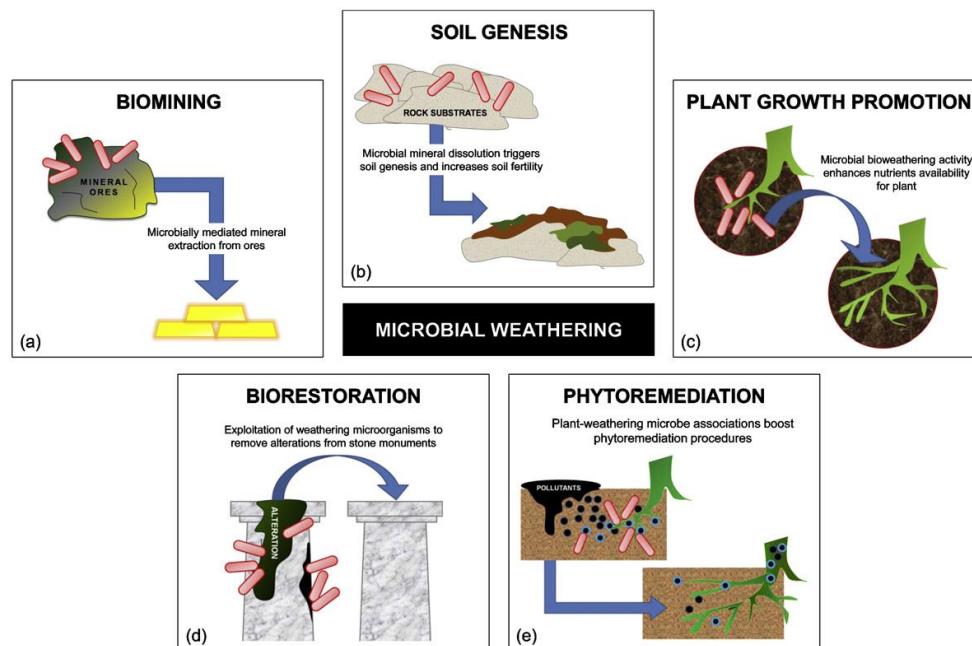 BIOMINING
MINERAL
ORES
Microbially mediated mineral
extraction from ores
(a)
SOIL GENESIS
ROCK SUBSTRATES
Microbial mineral dissolution triggers
soil genesis and increases soil fertility
(b)
PLANT GROWTH PROMOTION
Microbial bioweathering activity
enhances nutrients availability
for plant
(c)
MICROBIAL WEATHERING
BIORESTORATION
Exploitation of weathering microorganisms to
remove alterations from stone monuments
ALTERATION
(d)
PHYTOREMEDIATION
Plant-weathering microbe associations boost
phytoremediation procedures
POLLUTANTS
(e)